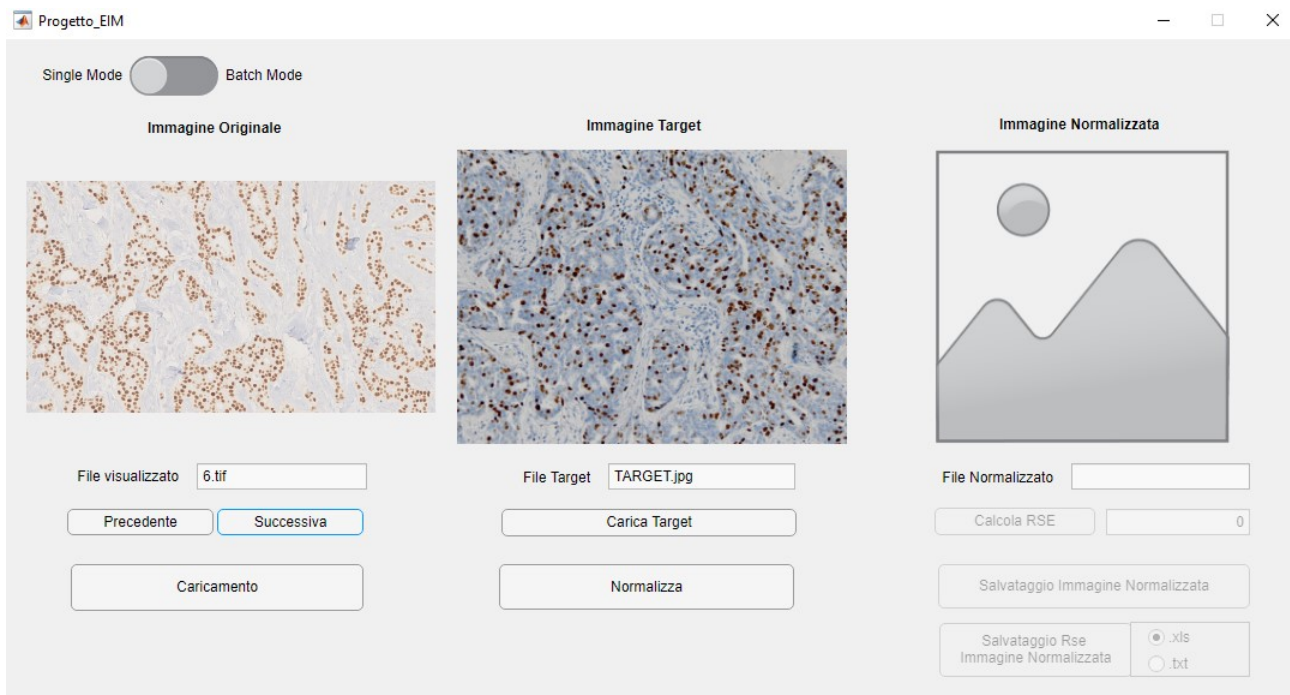 Progetto_EIM
Single Mode
Batch Mode
Immagine Originale
Immagine Target
Immagine Normalizzata
File visualizzato
6.tif
File Target
TARGET.jpg
File Normalizzato
Precedente
Successiva
Carica Target
Calcola RSE
0
Caricamento
Normalizza
Salvataggio Immagine Normalizzata
Salvataggio Rse
Immagine Normalizzata
.xls
.txt